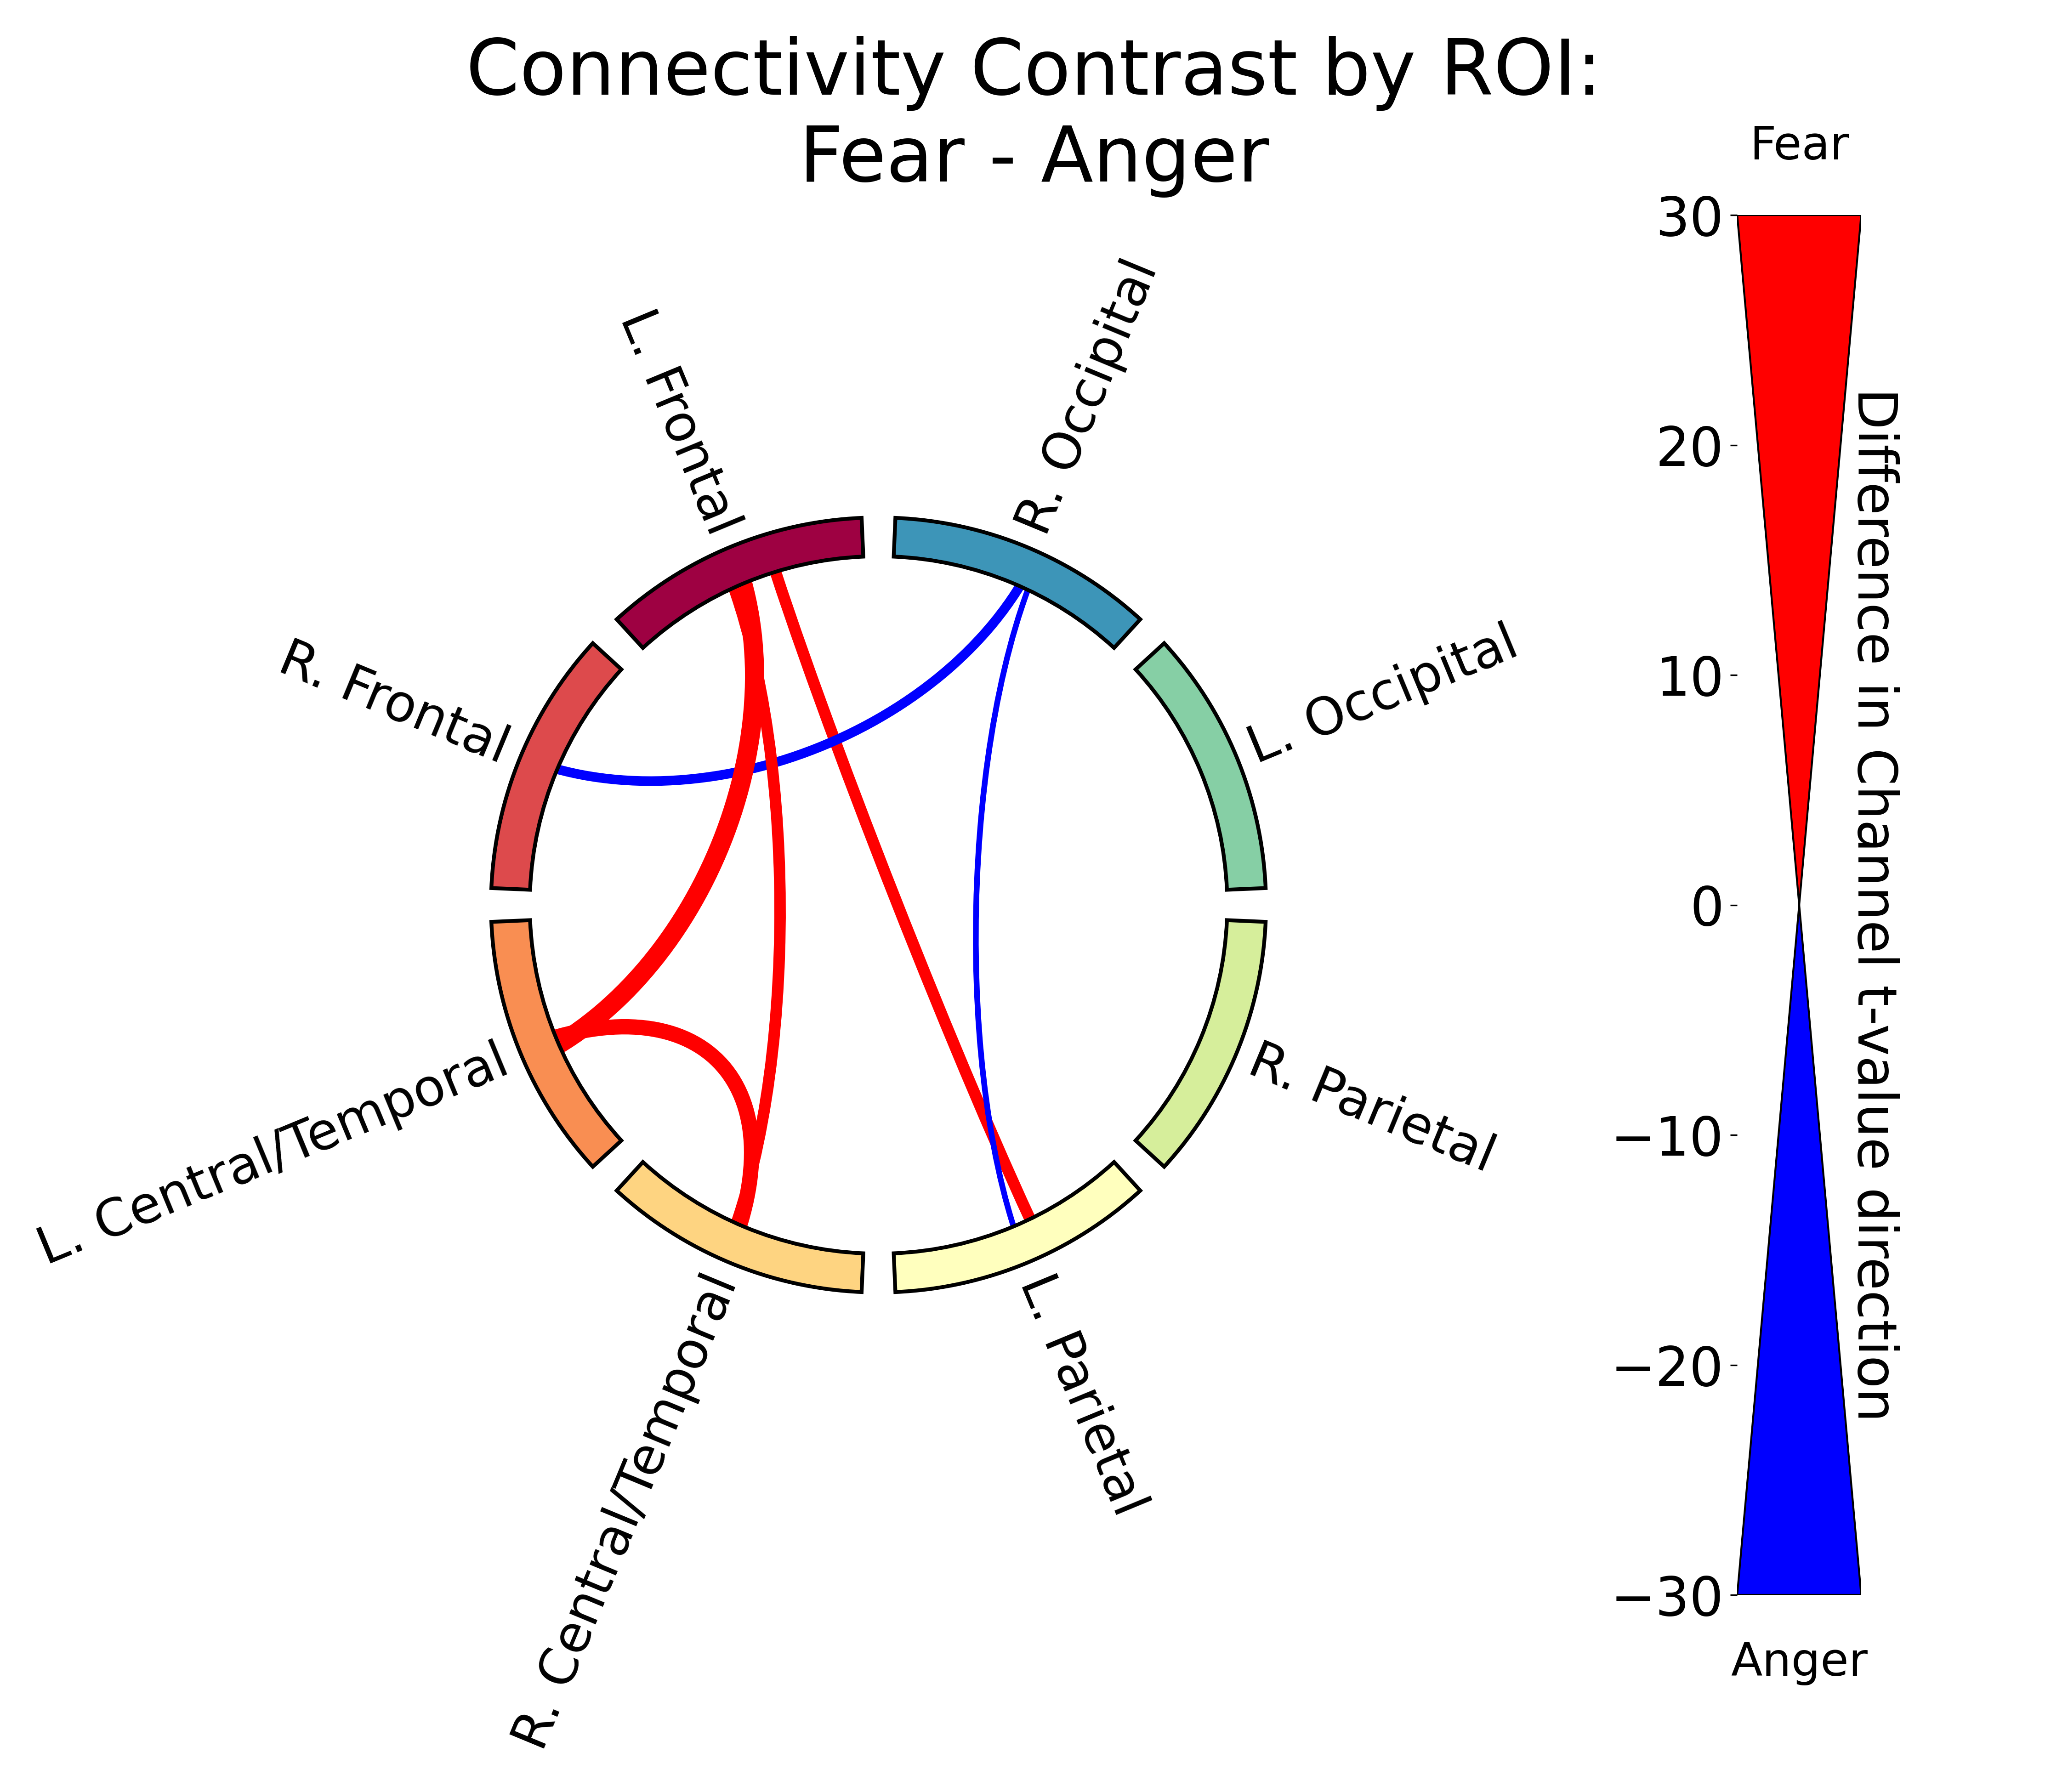 Connectivity Contrast by ROI:
Fear - Anger
Fear
L. Frontal
R. Occipital
R. Frontal
L. Occipital
L. Central/Temporal
R. Parietal
R. Central/Temporal
L. Parietal
30
20
10
0
−10
−20
−30
Difference in Channel t-value direction
Anger